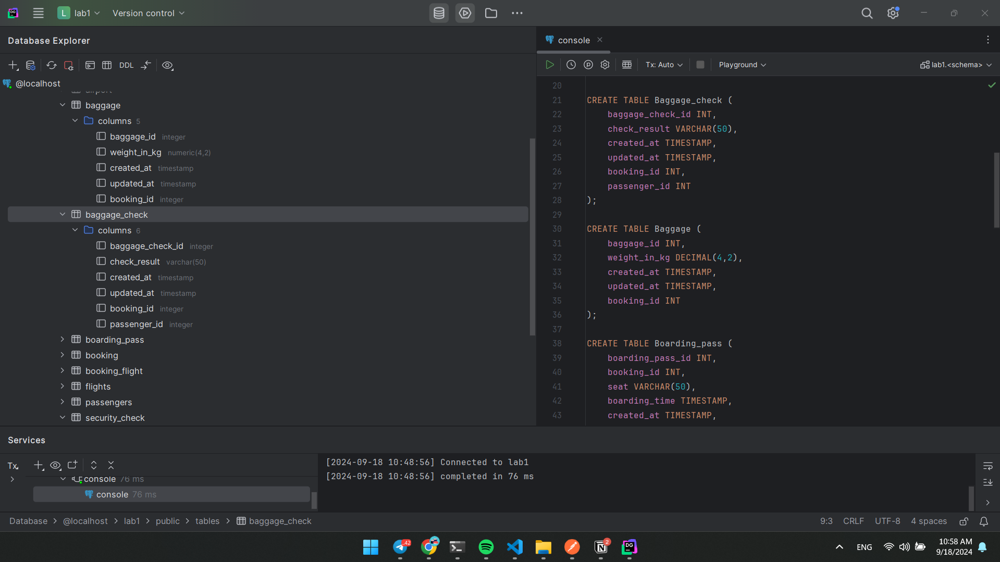 L lab1 Version control
Database Explorer
DDL
@localhost
airport
baggage
columns 5
baggage_id integer
weight_in_kg numeric(4,2)
created_at timestamp
updated_at timestamp
booking_id integer
baggage_check
columns 6
baggage_check_id integer
check_result varchar(50)
created_at timestamp
updated_at timestamp
booking_id integer
passenger_id integer
boarding_pass
booking
booking_flight
flights
passengers
security_check
console
Tx: Auto Playground lab1.<schema>
20
21 CREATE TABLE Baggage_check (
22 baggage_check_id INT,
23 check_result VARCHAR(50),
24 created_at TIMESTAMP,
25 updated_at TIMESTAMP,
26 booking_id INT,
27 passenger_id INT
28 );
29
30 CREATE TABLE Baggage (
31 baggage_id INT,
32 weight_in_kg DECIMAL(4,2),
33 created_at TIMESTAMP,
34 updated_at TIMESTAMP,
35 booking_id INT
36 );
37
38 CREATE TABLE Boarding_pass (
39 boarding_pass_id INT,
40 booking_id INT,
41 seat VARCHAR(50),
42 boarding_time TIMESTAMP,
43 created_at TIMESTAMP,
Services
Tx
console 76 ms
console 76 ms
[2024-09-18 10:48:56] Connected to lab1
[2024-09-18 10:48:56] completed in 76 ms
Database > @localhost > lab1 > public > tables > baggage_check
9:3 CRLF UTF-8 4 spaces
42
2
DG
ENG
10:58 AM
9/18/2024